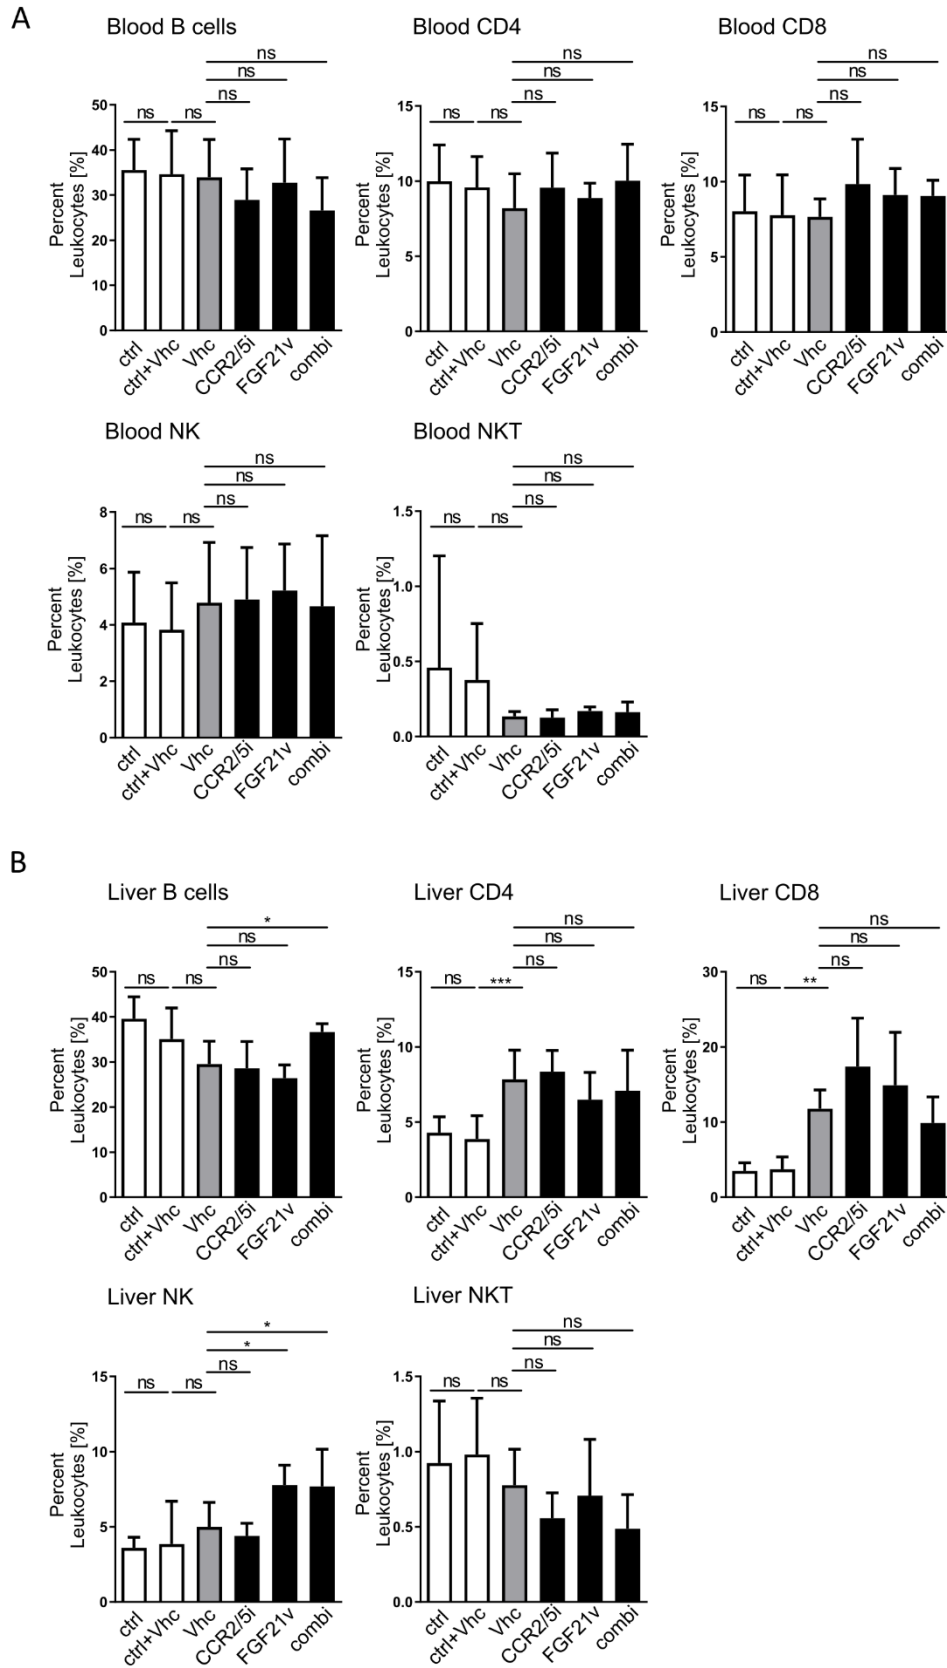 A
Blood B cells
ns
ns
ns
ns
ns
Percent
Leukocytes [%]
50
40
30
20
10
0
ctrl
ctrl+Vhc
Vhc
CCR2/5i
FGF21v
combi
Blood CD4
ns
ns
ns
ns
ns
Percent
Leukocytes [%]
15
10
5
0
ctrl
ctrl+Vhc
Vhc
CCR2/5i
FGF21v
combi
Blood CD8
ns
ns
ns
ns
ns
Percent
Leukocytes [%]
15
10
5
0
ctrl
ctrl+Vhc
Vhc
CCR2/5i
FGF21v
combi
Blood NK
ns
ns
ns
ns
ns
Percent
Leukocytes [%]
8
6
4
2
0
ctrl
ctrl+Vhc
Vhc
CCR2/5i
FGF21v
combi
Blood NKT
ns
ns
ns
ns
ns
Percent
Leukocytes [%]
1.5
1.0
0.5
0.0
ctrl
ctrl+Vhc
Vhc
CCR2/5i
FGF21v
combi
B
Liver B cells
*
ns
ns
ns
ns
Percent
Leukocytes [%]
50
40
30
20
10
0
ctrl
ctrl+Vhc
Vhc
CCR2/5i
FGF21v
combi
Liver CD4
ns
ns
ns
ns
***
Percent
Leukocytes [%]
15
10
5
0
ctrl
ctrl+Vhc
Vhc
CCR2/5i
FGF21v
combi
Liver CD8
ns
ns
ns
ns
**
Percent
Leukocytes [%]
30
20
10
0
ctrl
ctrl+Vhc
Vhc
CCR2/5i
FGF21v
combi
Liver NK
*
*
ns
ns
ns
Percent
Leukocytes [%]
15
10
5
0
ctrl
ctrl+Vhc
Vhc
CCR2/5i
FGF21v
combi
Liver NKT
ns
ns
ns
ns
ns
Percent
Leukocytes [%]
1.5
1.0
0.5
0.0
ctrl
ctrl+Vhc
Vhc
CCR2/5i
FGF21v
combi